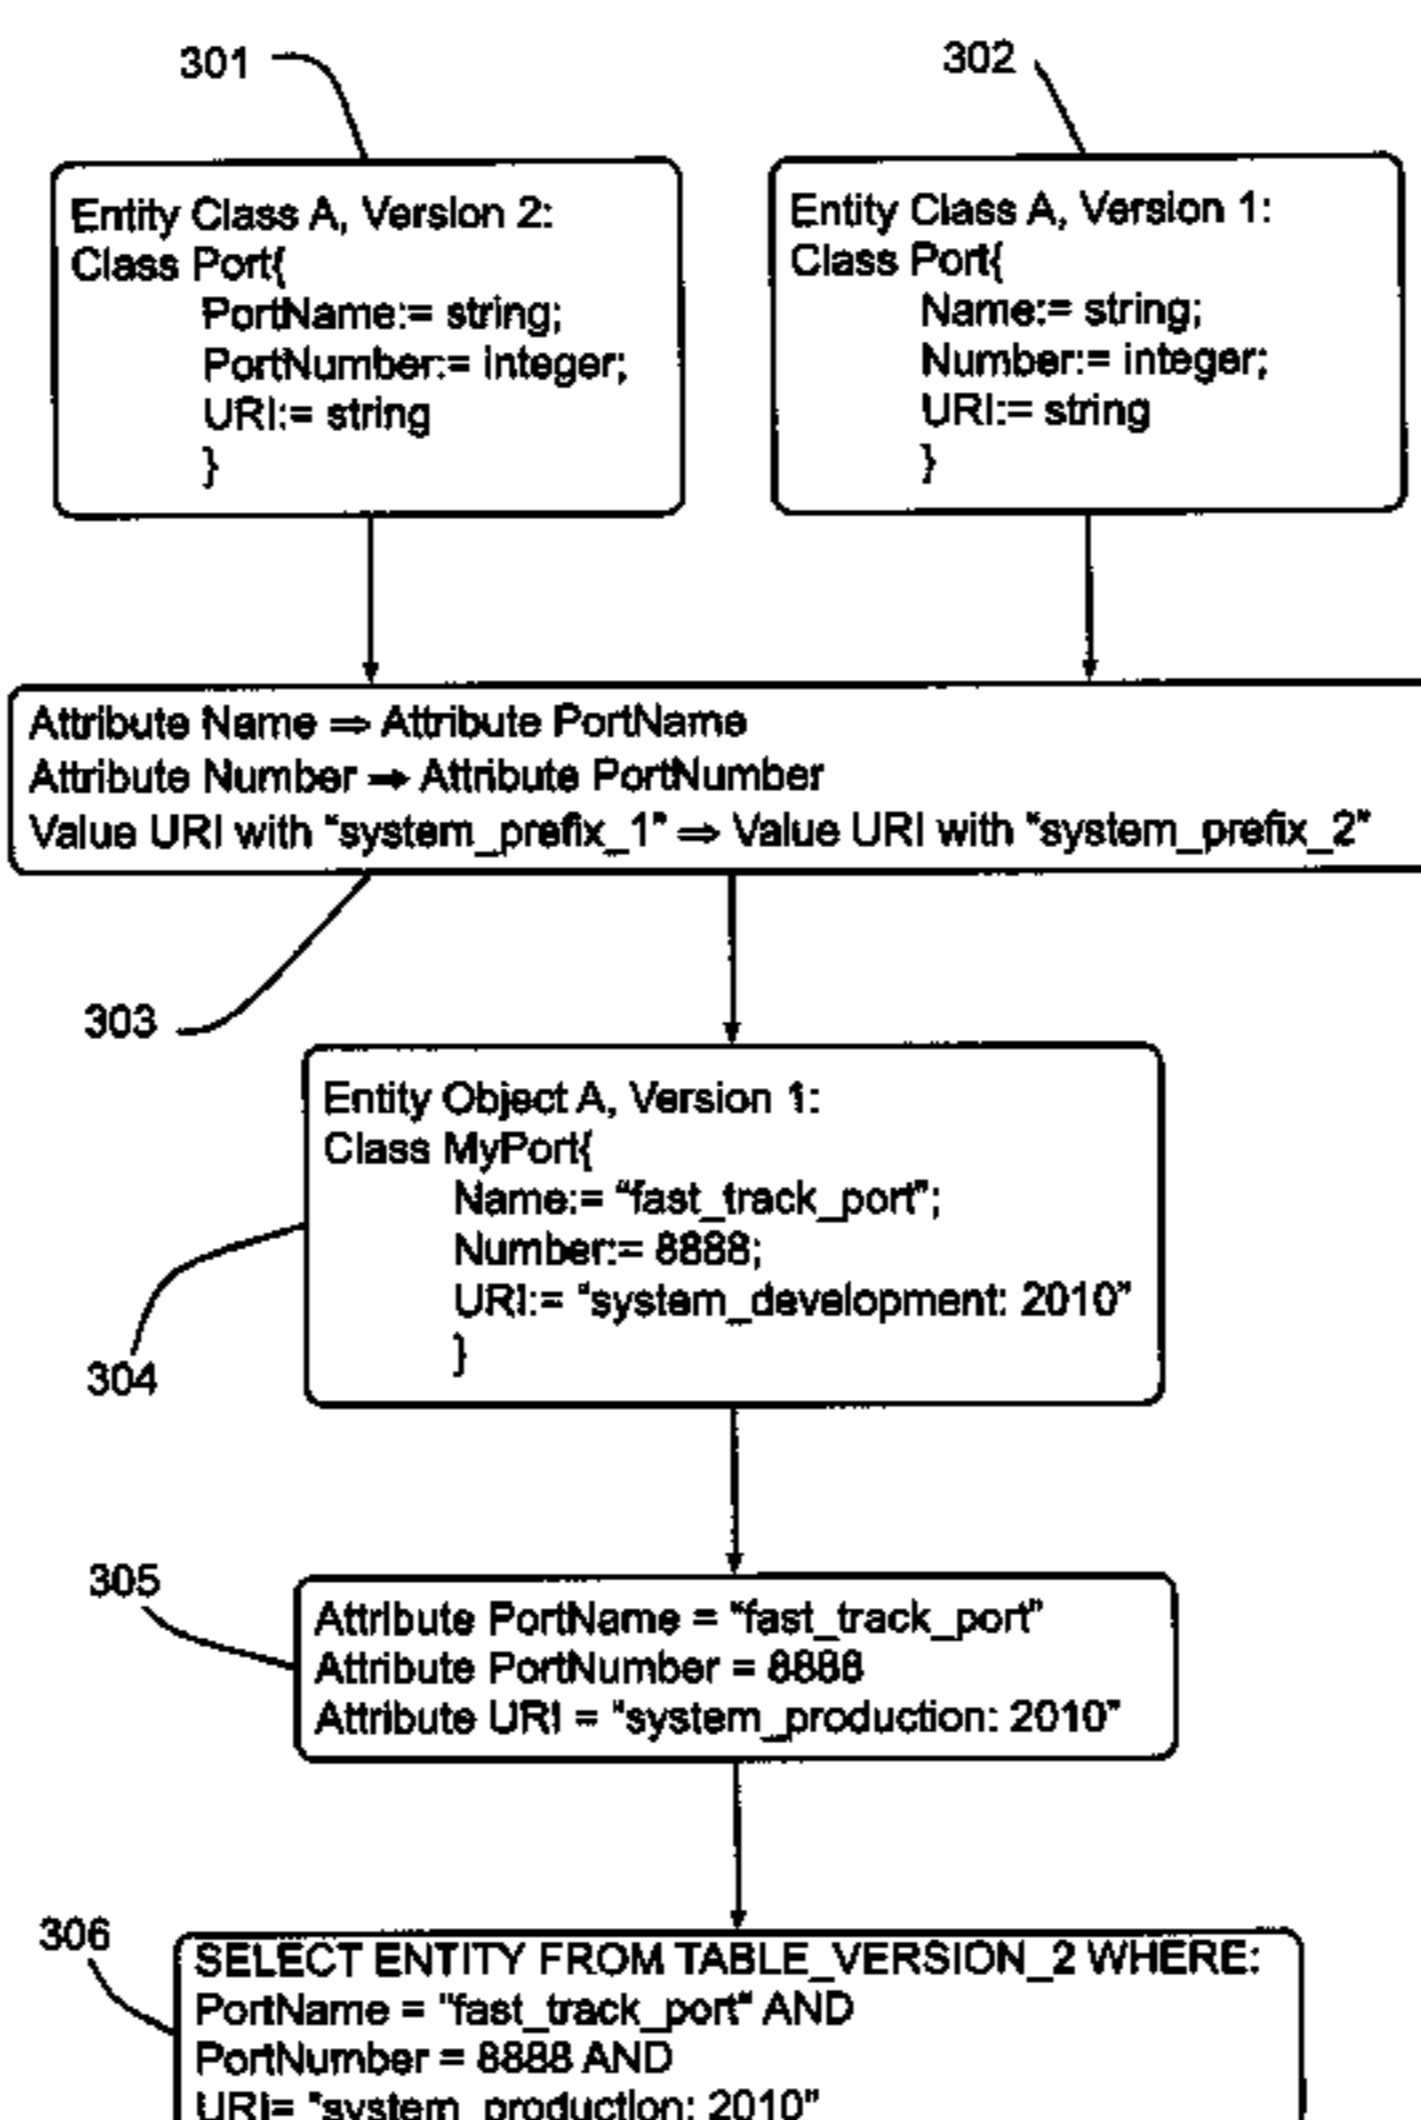 301
302
Entity Class A, Version 2:
Class Port{
PortName:= string;
PortNumber:= integer;
URI:= string
}
Entity Class A, Version 1:
Class Port{
Name:= string;
Number:= integer;
URI:= string
}
Attribute Name ⇒ Attribute PortName
Attribute Number ⇒ Attribute PortNumber
Value URI with “system_prefix_1” ⇒ Value URI with “system_prefix_2”
303
Entity Object A, Version 1:
Class MyPort{
Name:= “fast_track_port”;
Number:= 8888;
URI:= “system_development: 2010”
}
304
305
Attribute PortName = “fast_track_port”
Attribute PortNumber = 8888
Attribute URI = “system_production: 2010”
306
SELECT ENTITY FROM TABLE_VERSION_2 WHERE:
PortName = "fast_track_port" AND
PortNumber = 8888 AND
URI= "system_production: 2010"